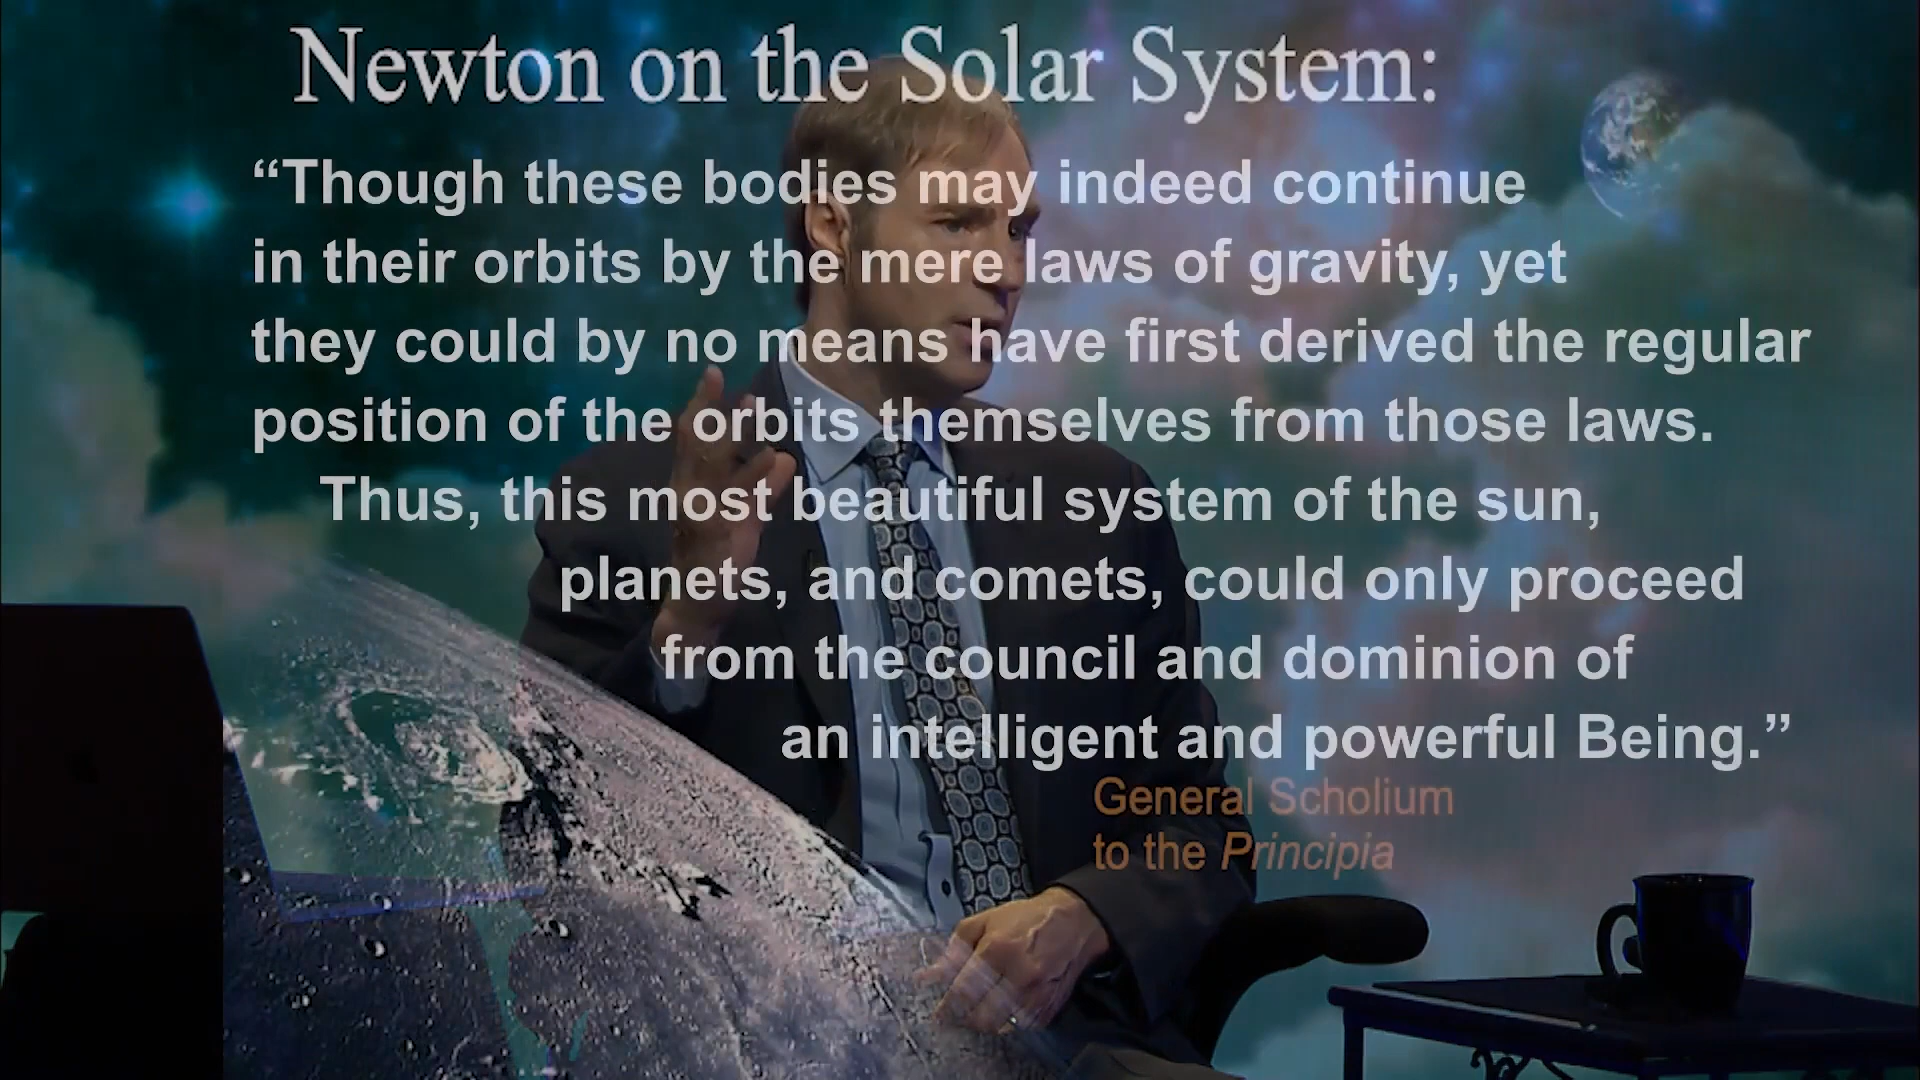 Newton on the Solar System:
“Though these bodies may indeed continue
in their orbits by the mere laws of gravity, yet
they could by no means have first derived the regular
position of the orbits themselves from those laws.
Thus, this most beautiful system of the sun,
planets, and comets, could only proceed
from the council and dominion of
an intelligent and powerful Being.”
General Scholium
to the Principia